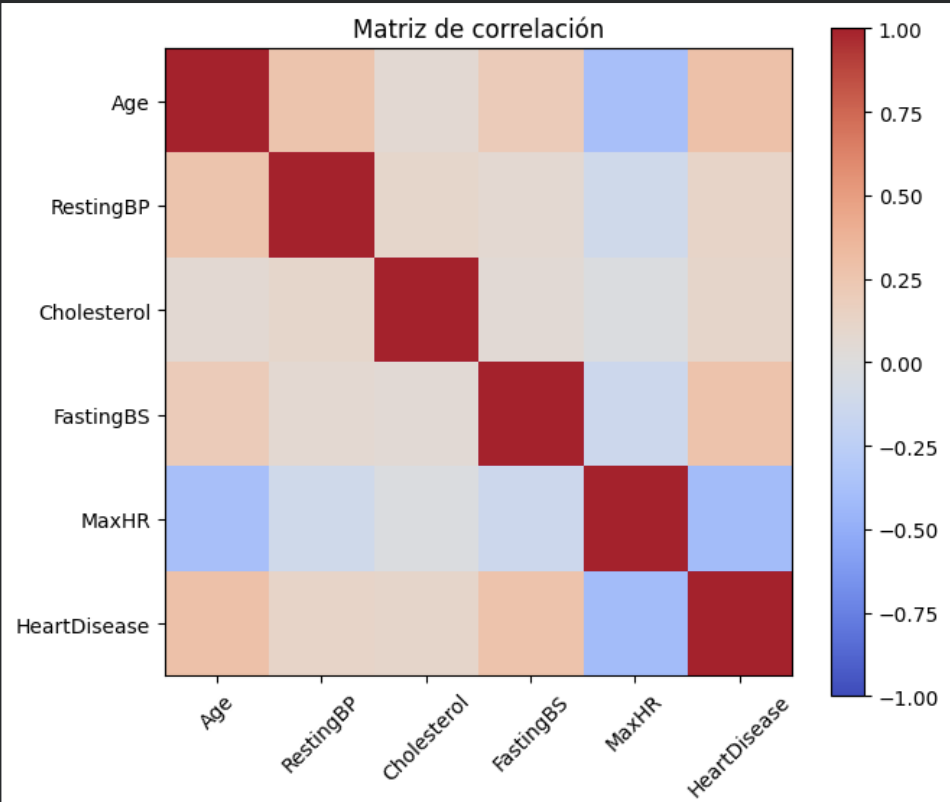 Matriz de correlación
Age
RestingBP
Cholesterol
FastingBS
MaxHR
HeartDisease
Age
RestingBP
Cholesterol
FastingBS
MaxHR
HeartDisease
1.00
0.75
0.50
0.25
0.00
−0.25
−0.50
−0.75
−1.00